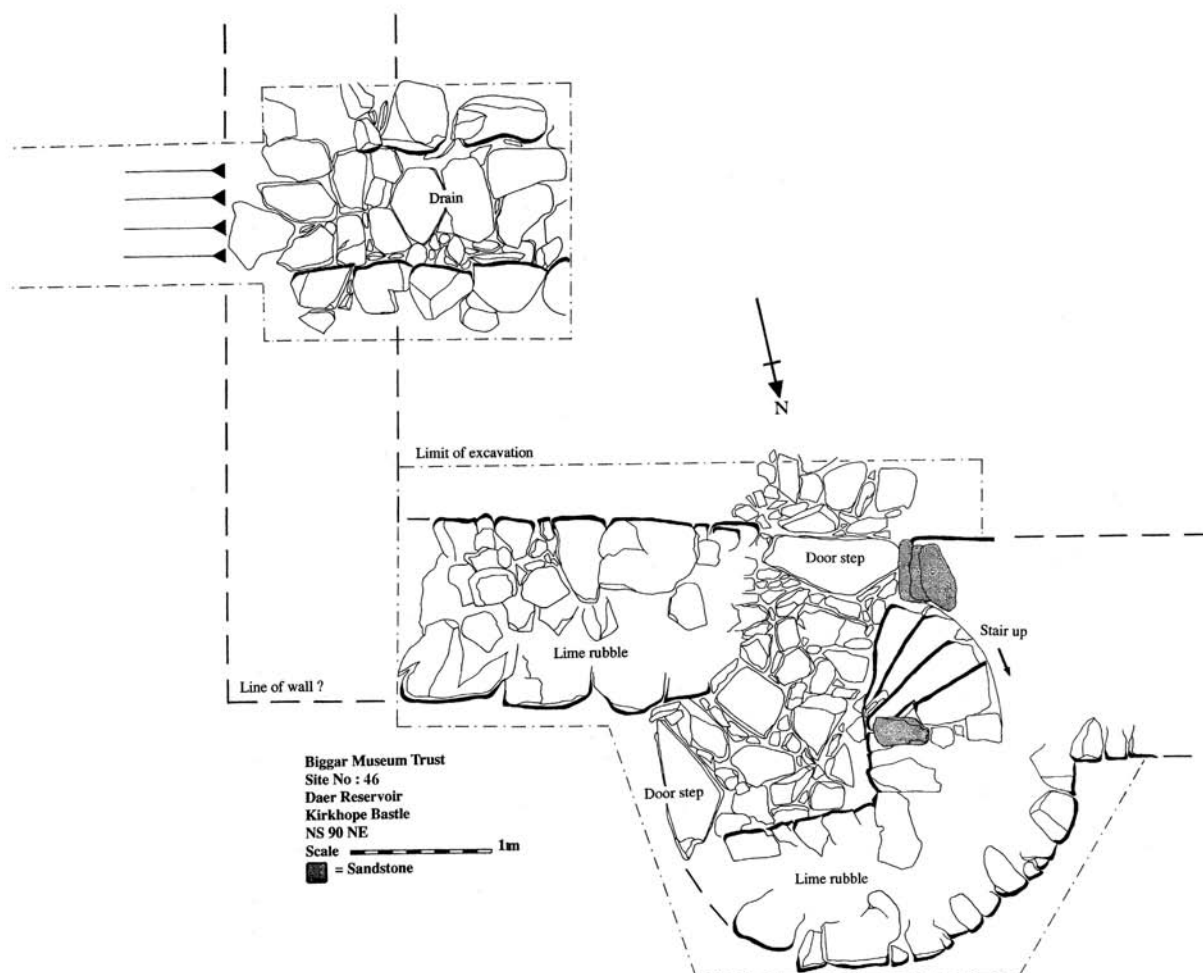 Drain
N
Limit of excavation
Door step
Stair up
Lime rubble
Line of wall ?
Door step
Biggar Museum Trust
Site No : 46
Daer Reservoir
Kirkhope Bastle
NS 90 NE
Scale 1m
= Sandstone
Lime rubble